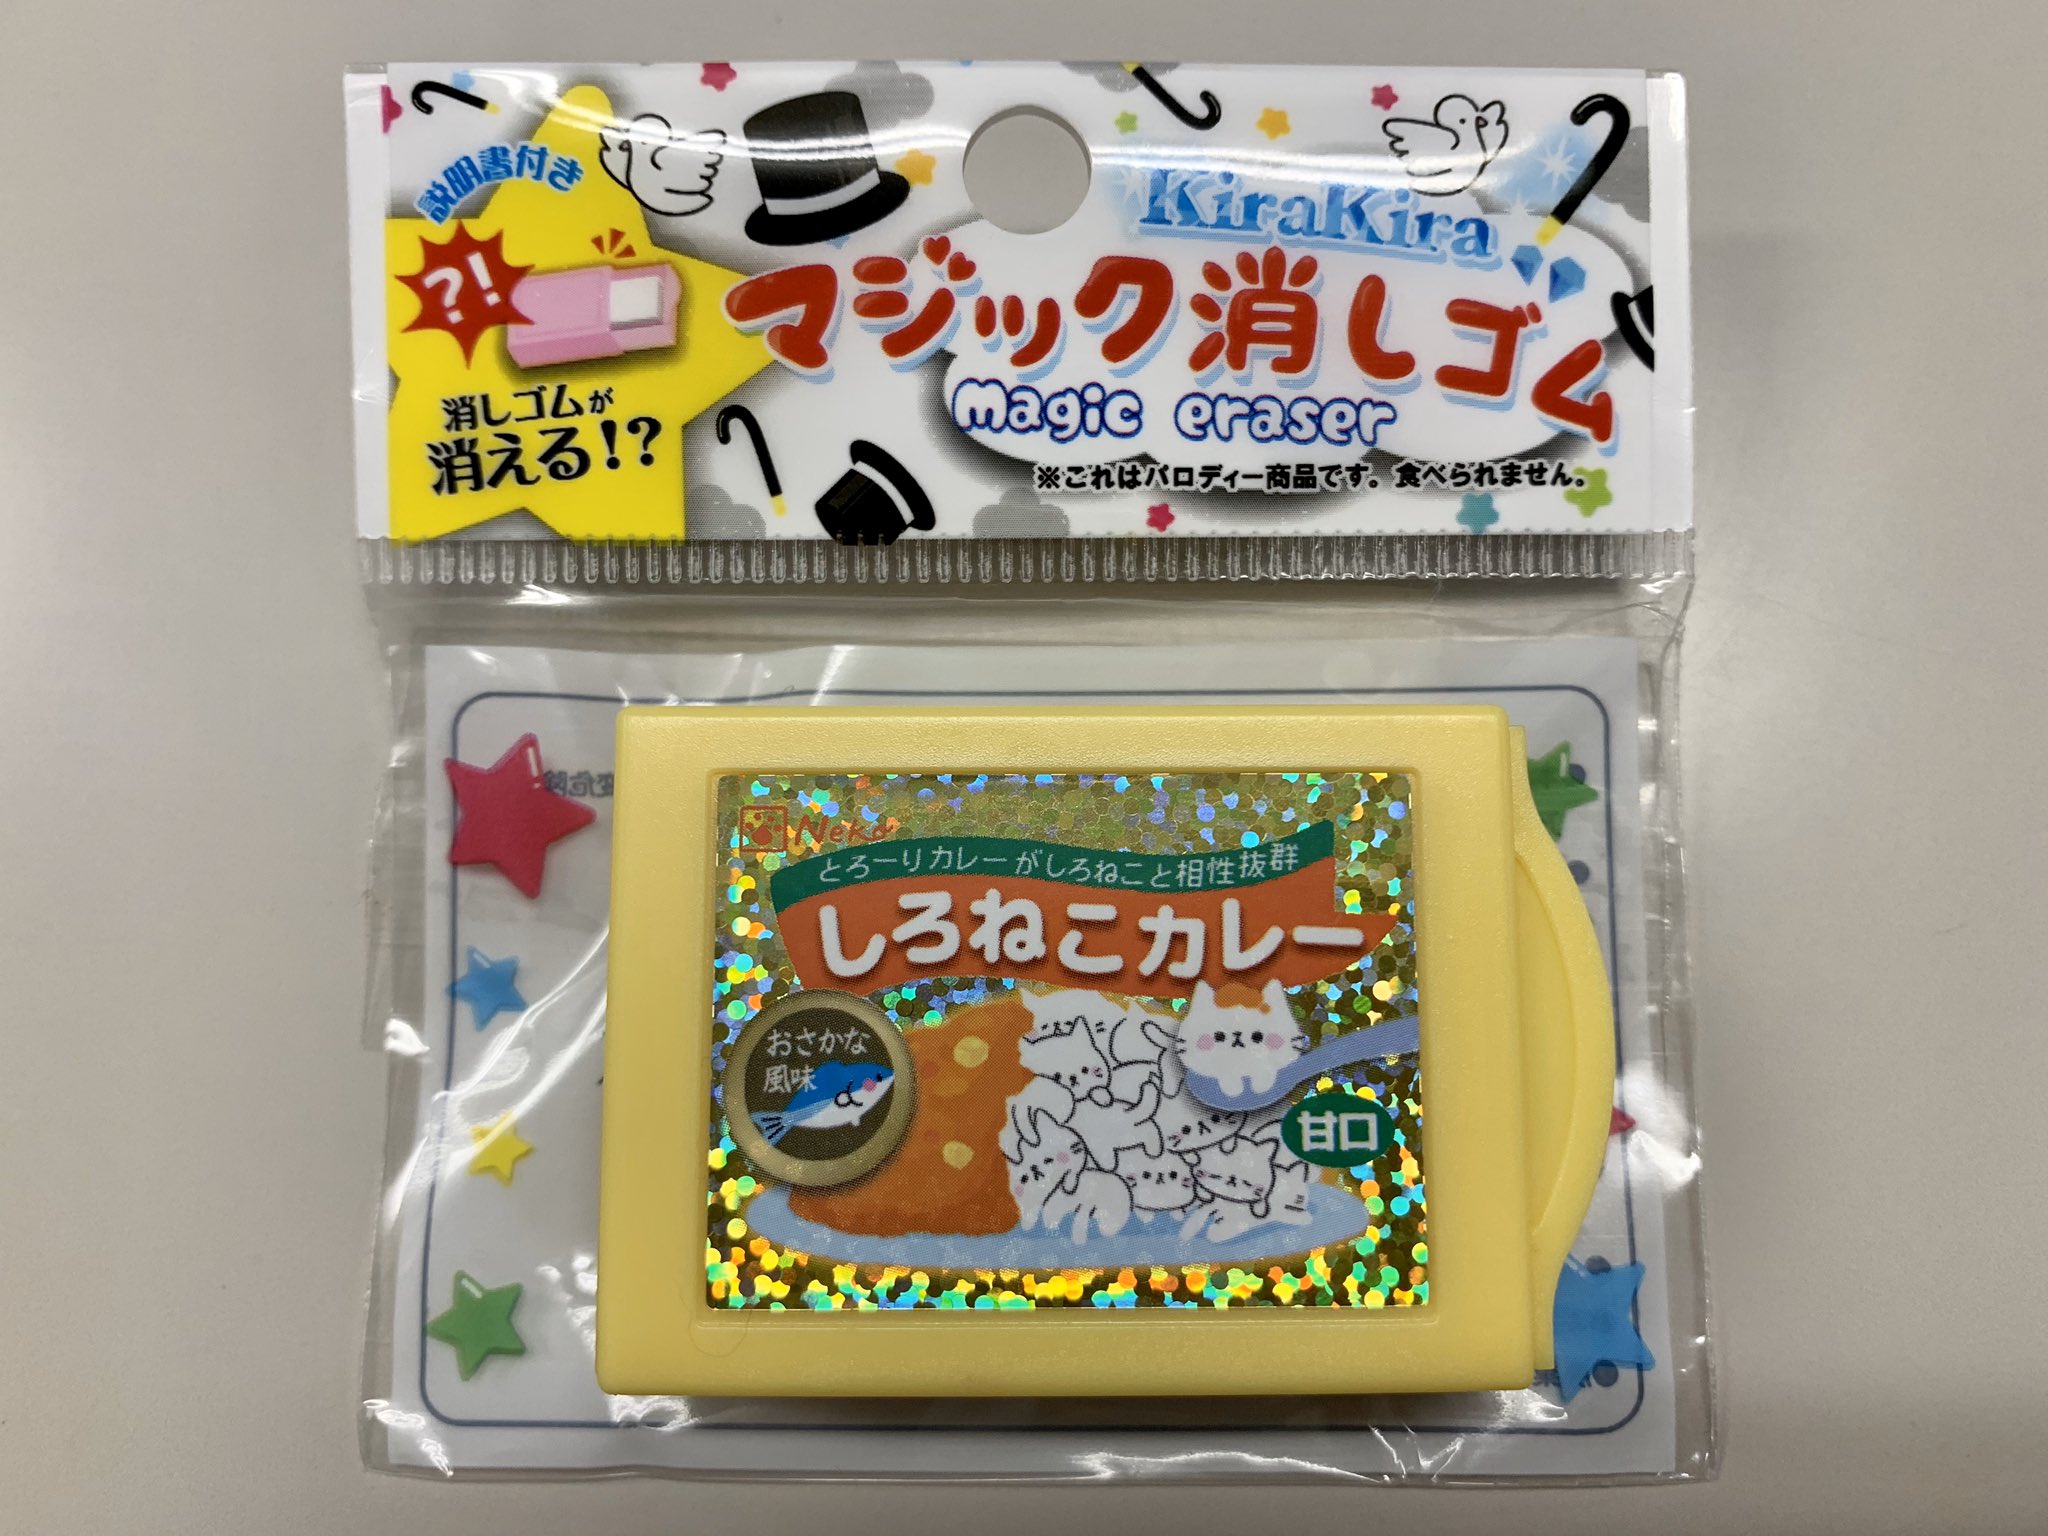 説明書付き
?!
消しゴムが
消える!?
KiraKira
マジック消しゴム
magic eraser
※これはパロディー商品です。食べられません。
Neko
とろーりカレーがしろねこと相性抜群
しろねこカレー
おさかな
風味
甘口